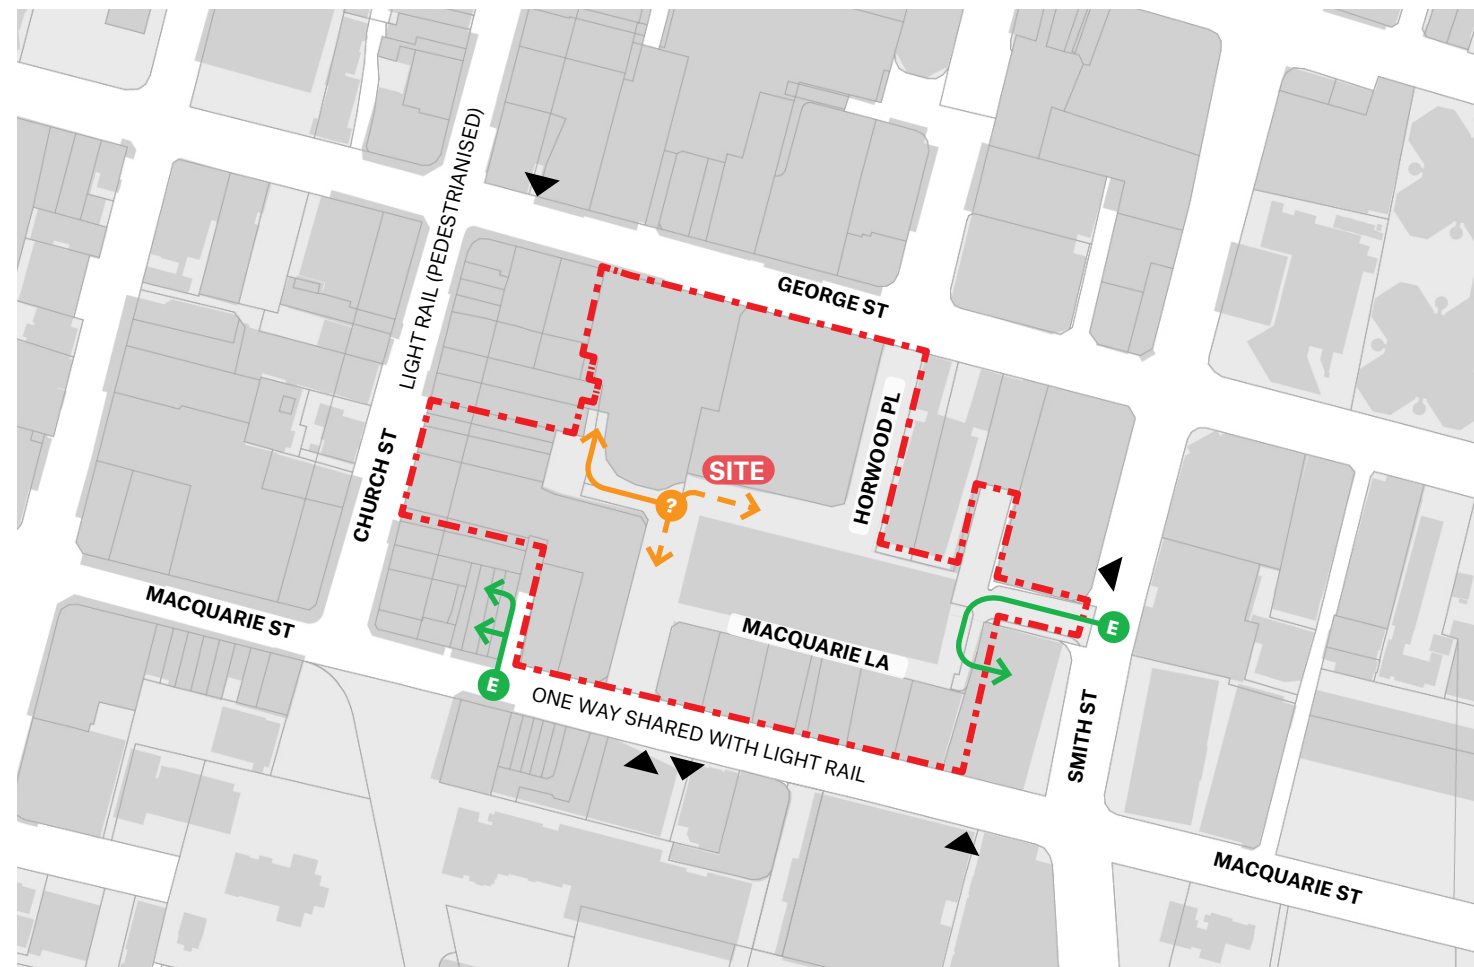 LIGHT RAIL (PEDESTRIANISED)
GEORGE ST
HORWOOD PL
CHURCH ST
SITE
?
MACQUARIE ST
MACQUARIE LA
E
E
ONE WAY SHARED WITH LIGHT RAIL
SMITH ST
MACQUARIE ST